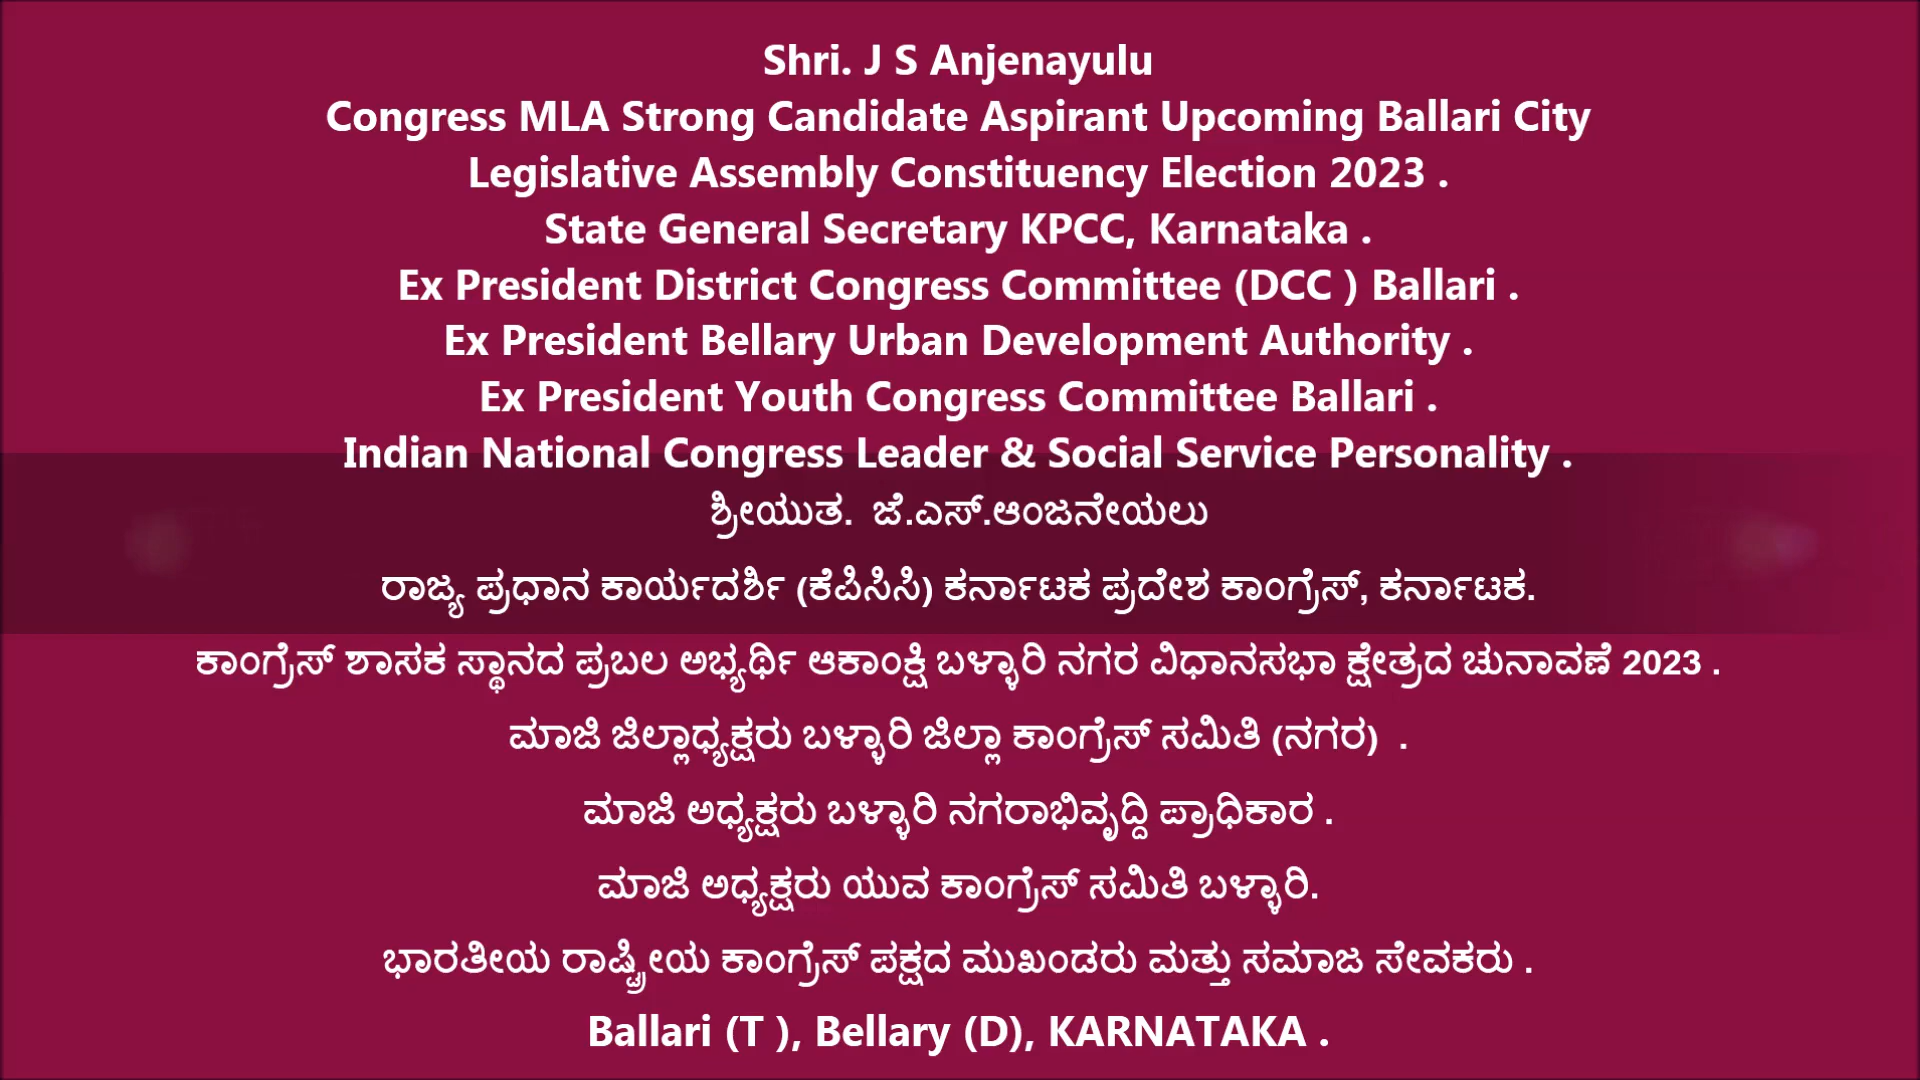 Shri. J S Anjenayulu
Congress MLA Strong Candidate Aspirant Upcoming Ballari City
Legislative Assembly Constituency Election 2023 .
State General Secretary KPCC, Karnataka .
Ex President District Congress Committee (DCC ) Ballari .
Ex President Bellary Urban Development Authority .
Ex President Youth Congress Committee Ballari .
Indian National Congress Leader & Social Service Personality .
ಶ್ರೀಯುತ.  ಜೆ.ಎಸ್.ಆಂಜನೇಯಲು
ರಾಜ್ಯ ಪ್ರಧಾನ ಕಾರ್ಯದರ್ಶಿ (ಕೆಪಿಸಿಸಿ) ಕರ್ನಾಟಕ ಪ್ರದೇಶ ಕಾಂಗ್ರೆಸ್, ಕರ್ನಾಟಕ.
ಕಾಂಗ್ರೆಸ್ ಶಾಸಕ ಸ್ಥಾನದ ಪ್ರಬಲ ಅಭ್ಯರ್ಥಿ ಆಕಾಂಕ್ಷಿ ಬಳ್ಳಾರಿ ನಗರ ವಿಧಾನಸಭಾ ಕ್ಷೇತ್ರದ ಚುನಾವಣೆ 2023 .
ಮಾಜಿ ಜಿಲ್ಲಾಧ್ಯಕ್ಷರು ಬಳ್ಳಾರಿ ಜಿಲ್ಲಾ ಕಾಂಗ್ರೆಸ್ ಸಮಿತಿ (ನಗರ)  .
ಮಾಜಿ ಅಧ್ಯಕ್ಷರು ಬಳ್ಳಾರಿ ನಗರಾಭಿವೃದ್ದಿ ಪ್ರಾಧಿಕಾರ .
ಮಾಜಿ ಅಧ್ಯಕ್ಷರು ಯುವ ಕಾಂಗ್ರೆಸ್ ಸಮಿತಿ ಬಳ್ಳಾರಿ.
ಭಾರತೀಯ ರಾಷ್ಟ್ರೀಯ ಕಾಂಗ್ರೆಸ್ ಪಕ್ಷದ ಮುಖಂಡರು ಮತ್ತು ಸಮಾಜ ಸೇವಕರು .
Ballari (T ), Bellary (D), KARNATAKA .